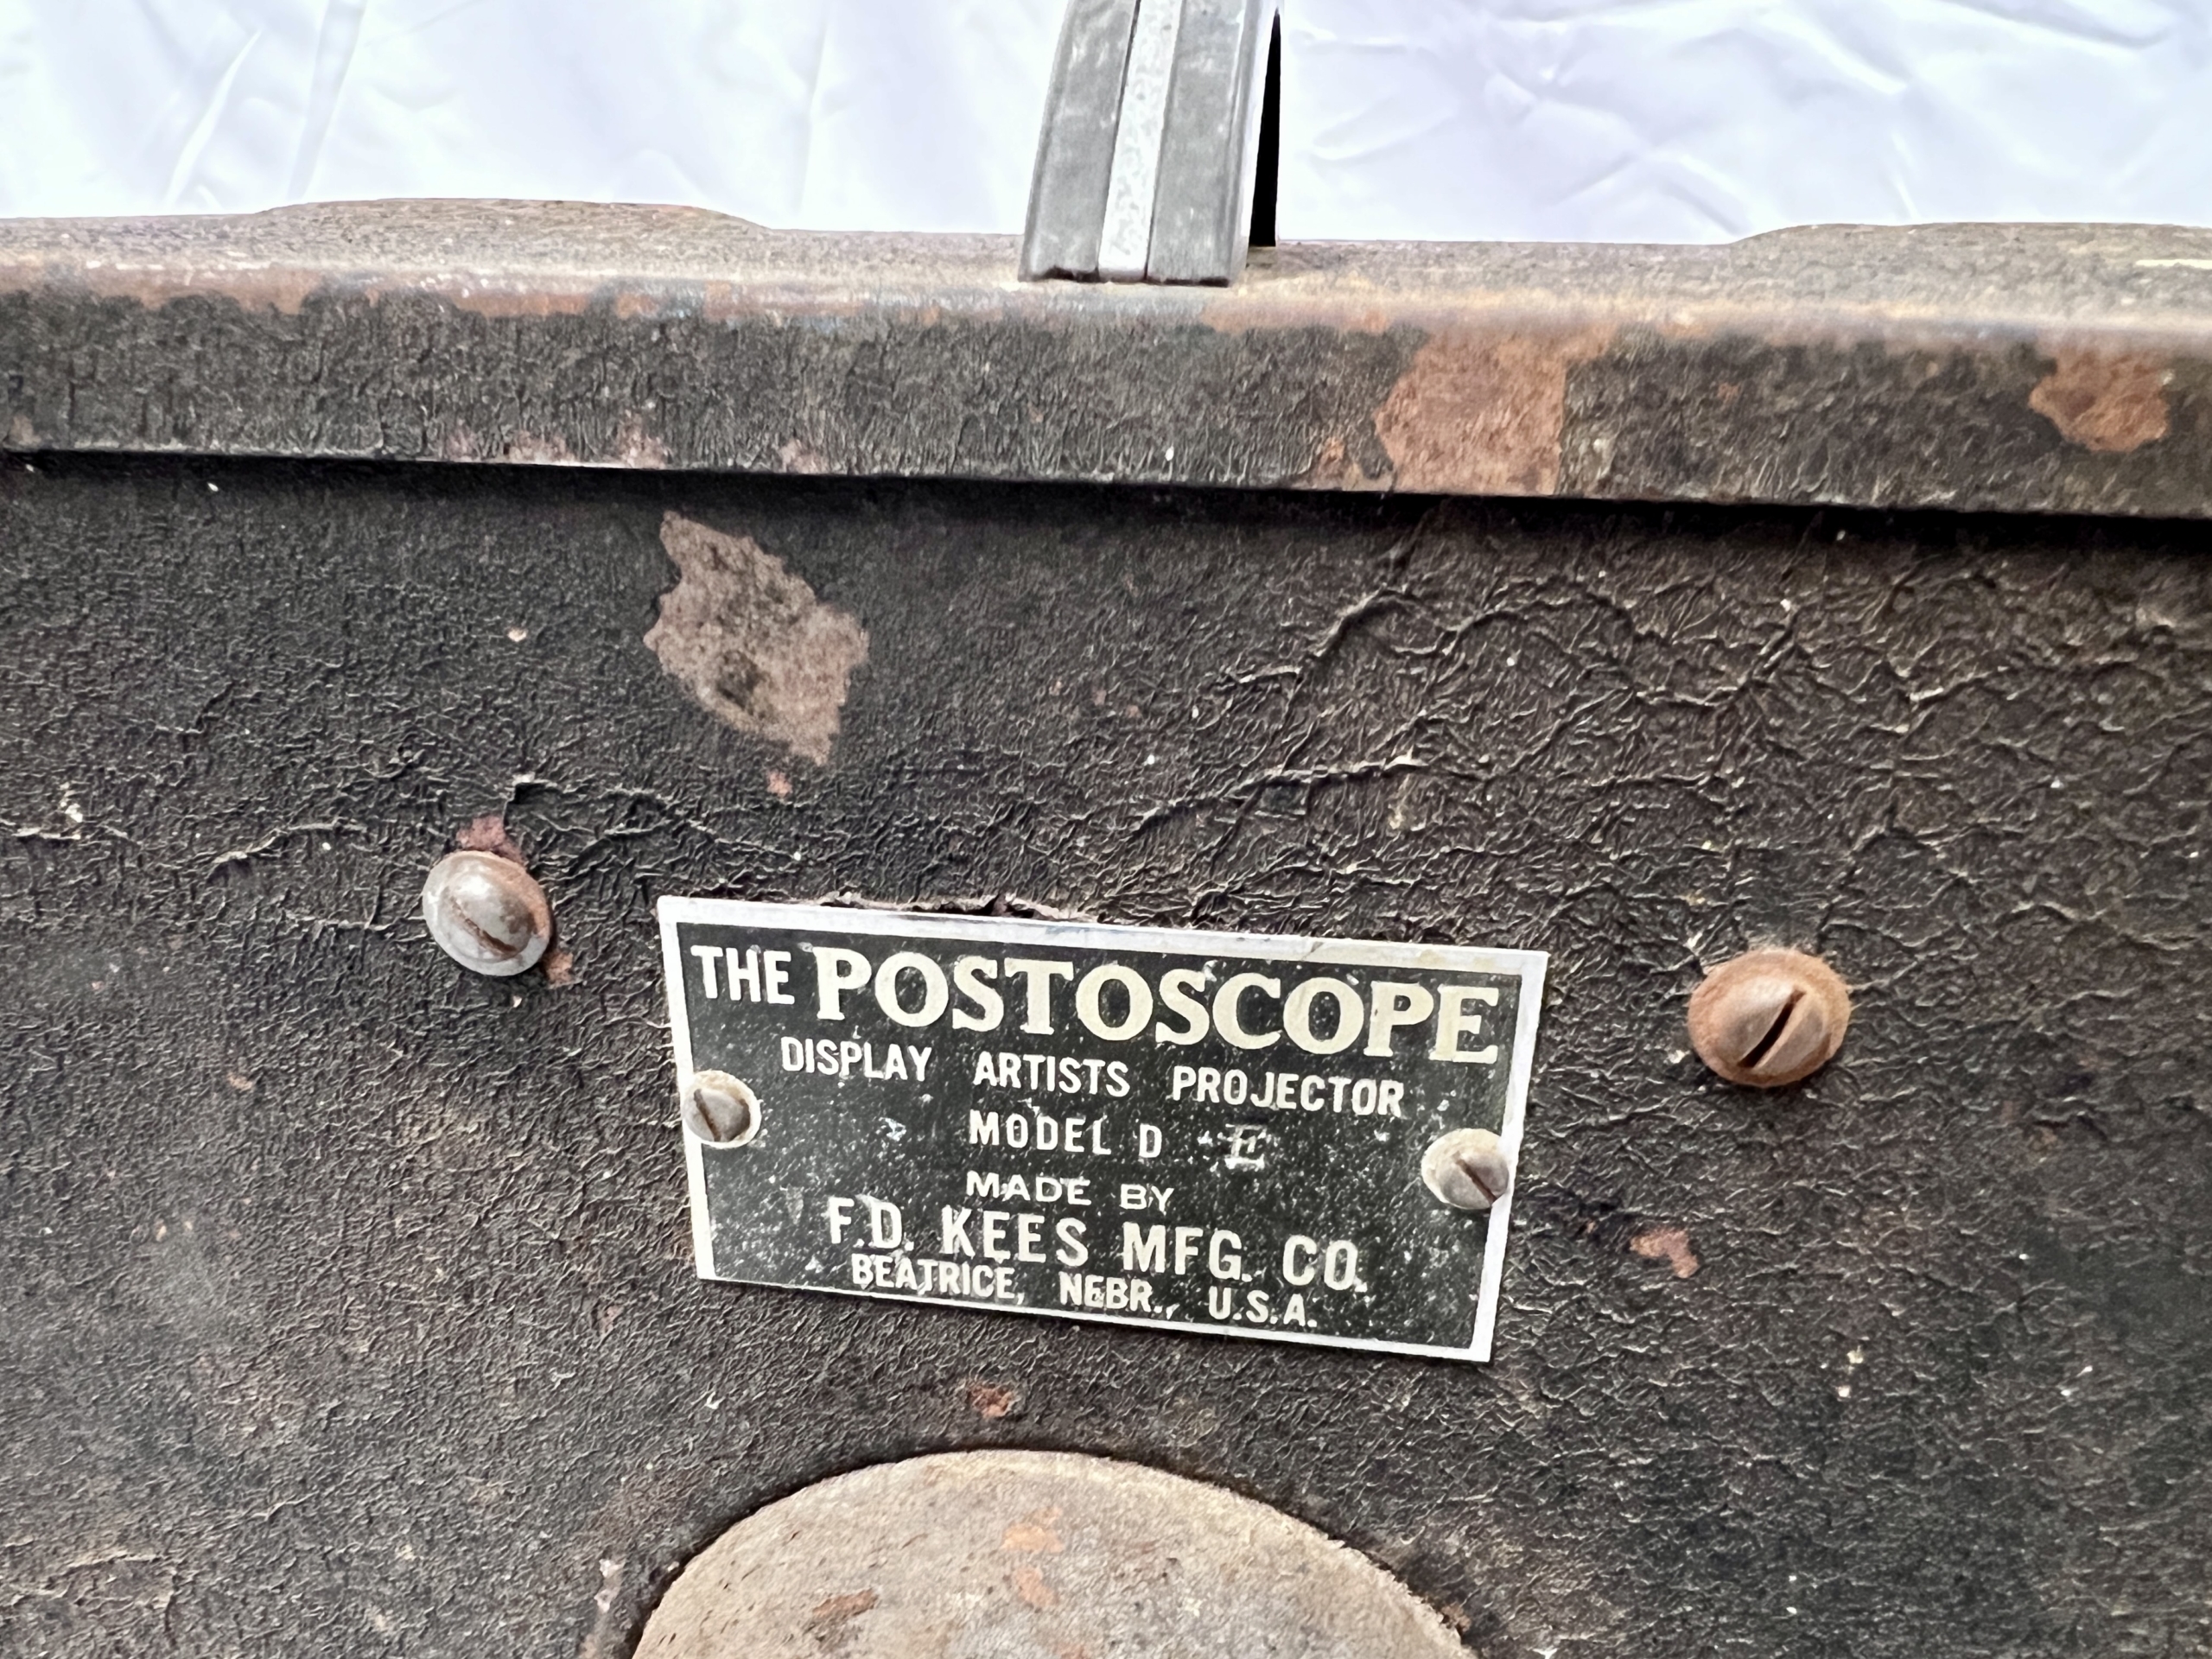 THE POSTOSCOPE
DISPLAY ARTISTS PROJECTOR
MODEL D E
MADE BY
F.D. KEES MFG. CO.
BEATRICE, NEBR., U.S.A.